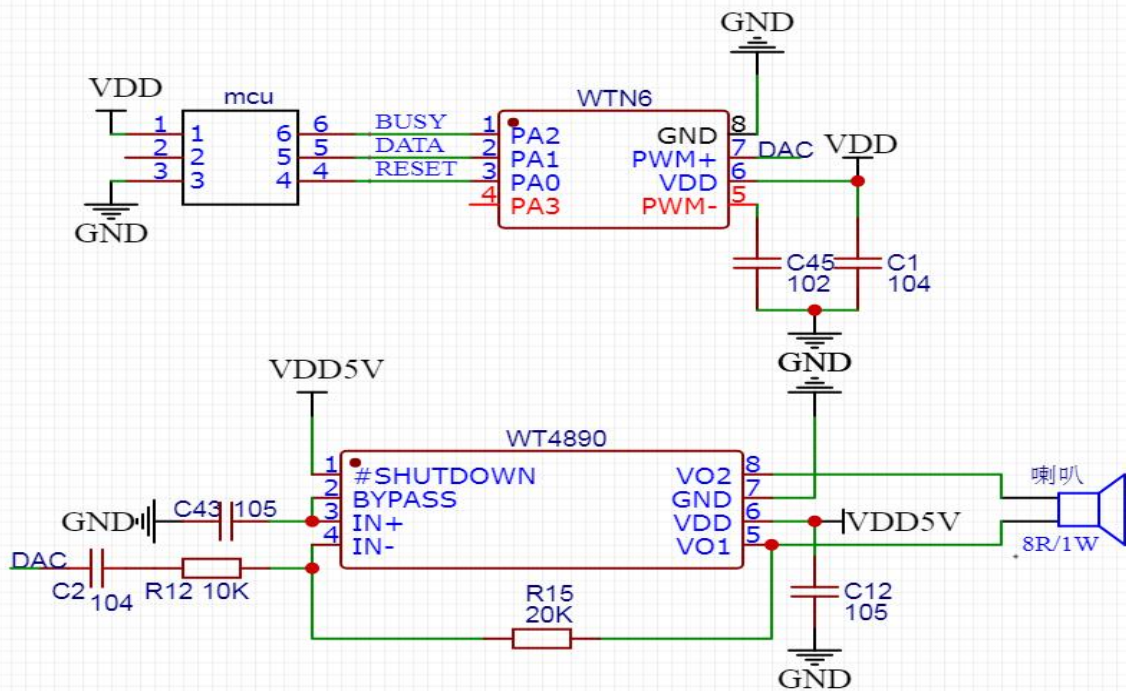 GND
VDD
mcu
WTN6
1 1 6 6 BUSY 1 PA2 GND 8
2 2 5 5 DATA 2 PA1 PWM+ 7 DAC VDD
3 3 4 4 RESET 3 PA0 VDD 6
4 PA3 PWM- 5
GND
C45
102
C1
104
GND
VDD5V
WT4890
1 #SHUTDOWN VO2 8
2 BYPASS GND 7
3 IN+ VDD 6
4 IN- VO1 5
GND C43 105
VDD5V
喇叭
8R/1W
DAC
C2 104 R12 10K
R15
20K
C12
105
GND